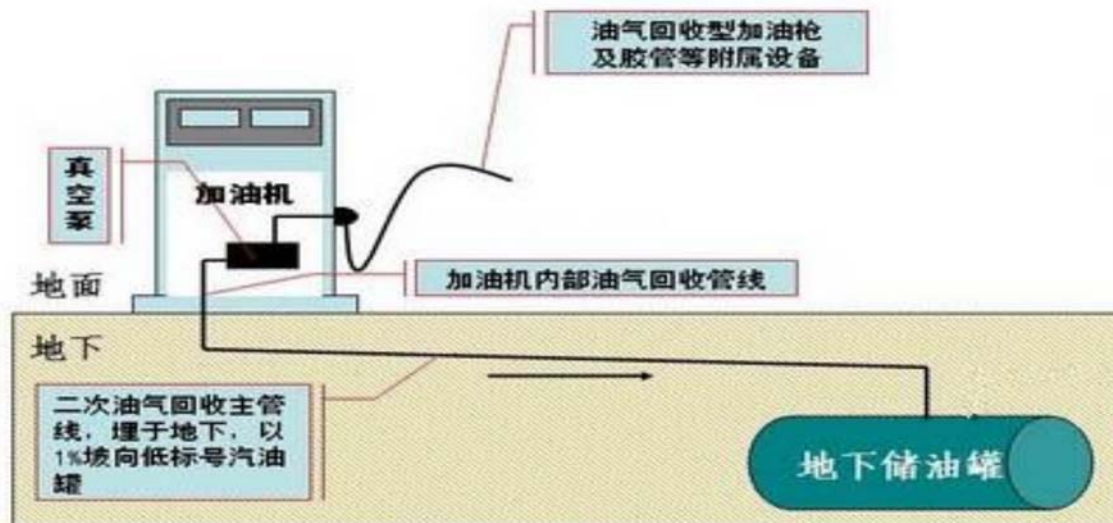 油气回收型加油枪
及胶管等附属设备
真
空
泵
加油机
地面
加油机内部油气回收管线
地下
二次油气回收主管
线，埋于地下，以
1%坡向低标号汽油
罐
地下储油罐